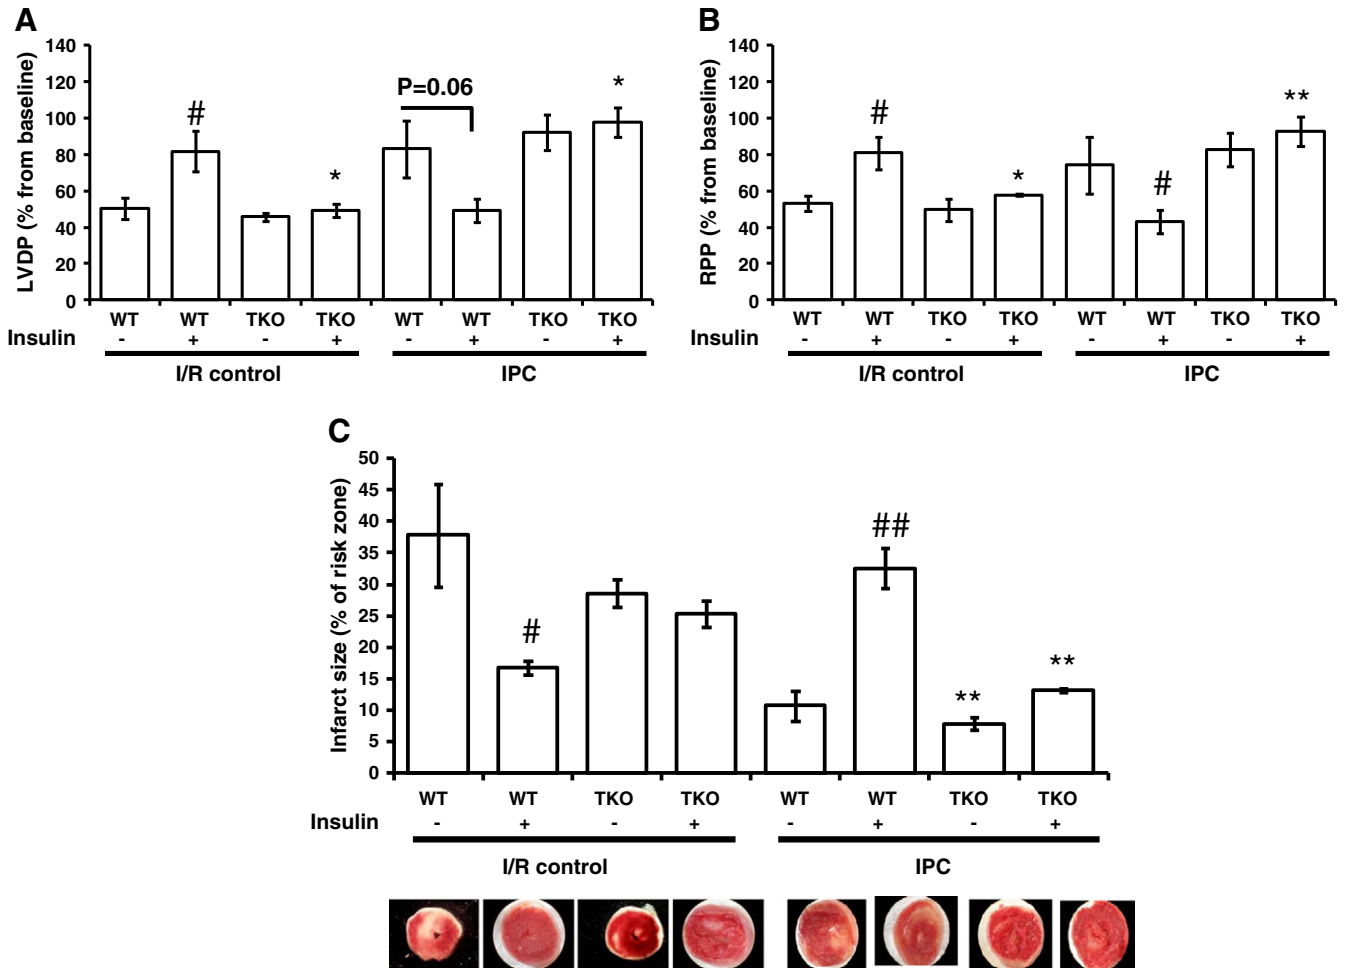 A
LVDP (% from baseline)
140
120
100
80
60
40
20
0
#
*
P=0.06
*
WT WT TKO TKO WT WT TKO TKO
Insulin - + - + - + - +
I/R control IPC
B
RPP (% from baseline)
140
120
100
80
60
40
20
0
#
*
#
**
WT WT TKO TKO WT WT TKO TKO
Insulin - + - + - + - +
I/R control IPC
C
Infarct size (% of risk zone)
50
45
40
35
30
25
20
15
10
5
0
#
##
**
**
WT WT TKO TKO WT WT TKO TKO
Insulin - + - + - + - +
I/R control IPC